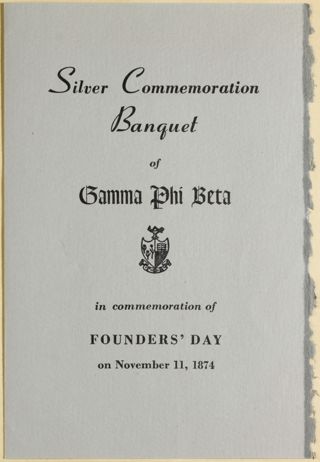 Silver Commemoration
Banquet
of
Gamma Phi Beta
in commemoration of
FOUNDERS' DAY
on November 11, 1874